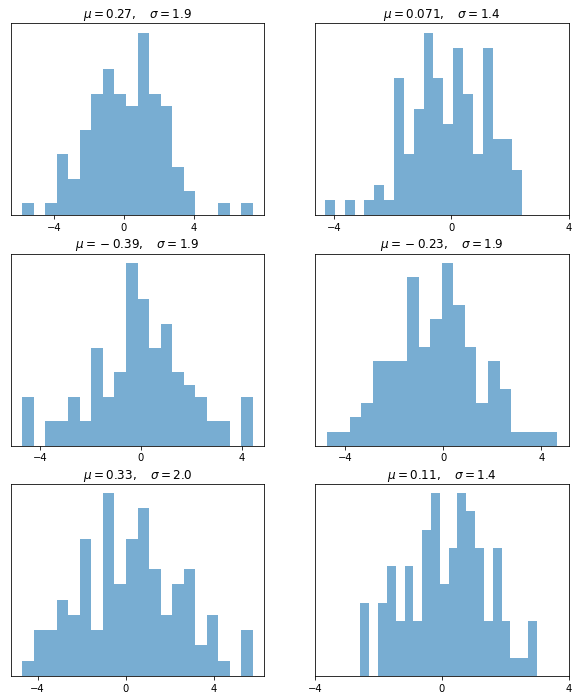 μ = 0.27, σ = 1.9
μ = 0.071, σ = 1.4
−4 0 4
−4 0 4
μ = −0.39, σ = 1.9
μ = −0.23, σ = 1.9
−4 0 4
−4 0 4
μ = 0.33, σ = 2.0
μ = 0.11, σ = 1.4
−4 0 4
−4 0 4